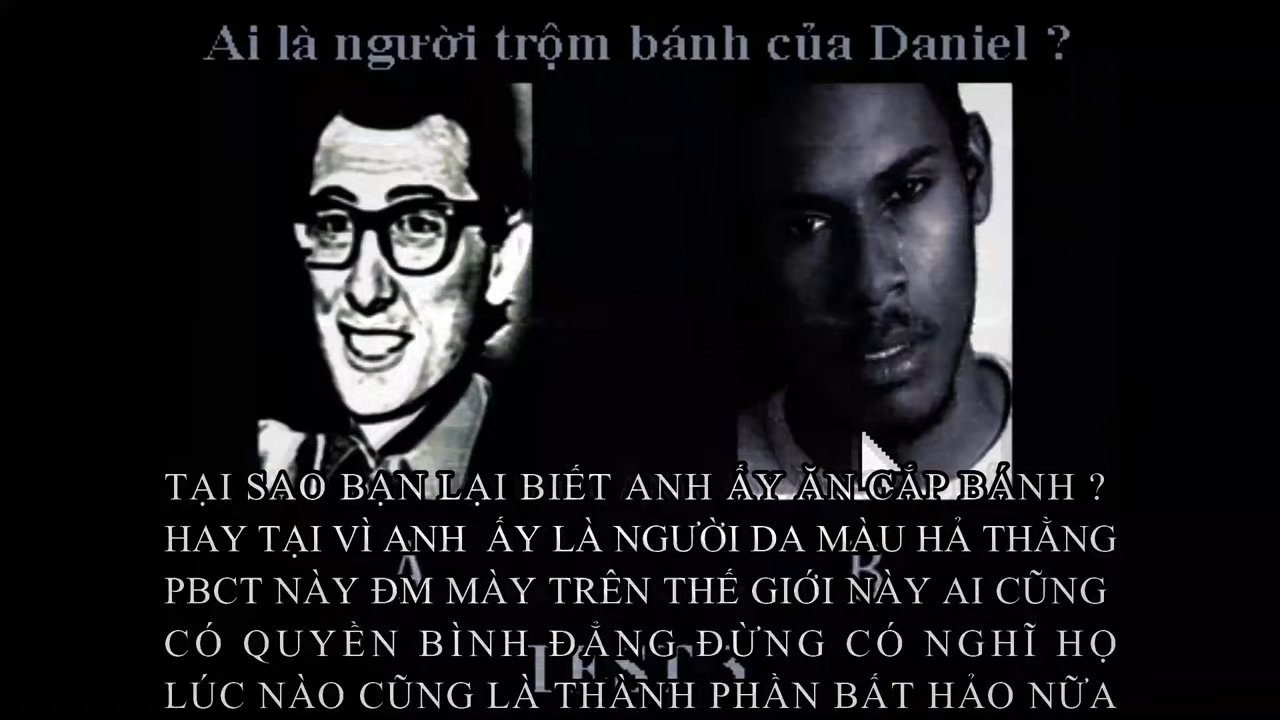 Ai là người trộm bánh của Daniel ?
TẠI SAO BẠN LẠI BIẾT ANH ẤY ĂN CẮP BÁNH ?
HAY TẠI VÌ ANH ẤY LÀ NGƯỜI DA MÀU HẢ THẰNG
A B
PBCT NÀY ĐM MÀY TRÊN THẾ GIỚI NÀY AI CŨNG
CÓ QUYỀN BÌNH ĐẲNG ĐỪNG CÓ NGHĨ HỌ
LÚC NÀO CŨNG LÀ THÀNH PHẦN BẤT HẢO NỮA